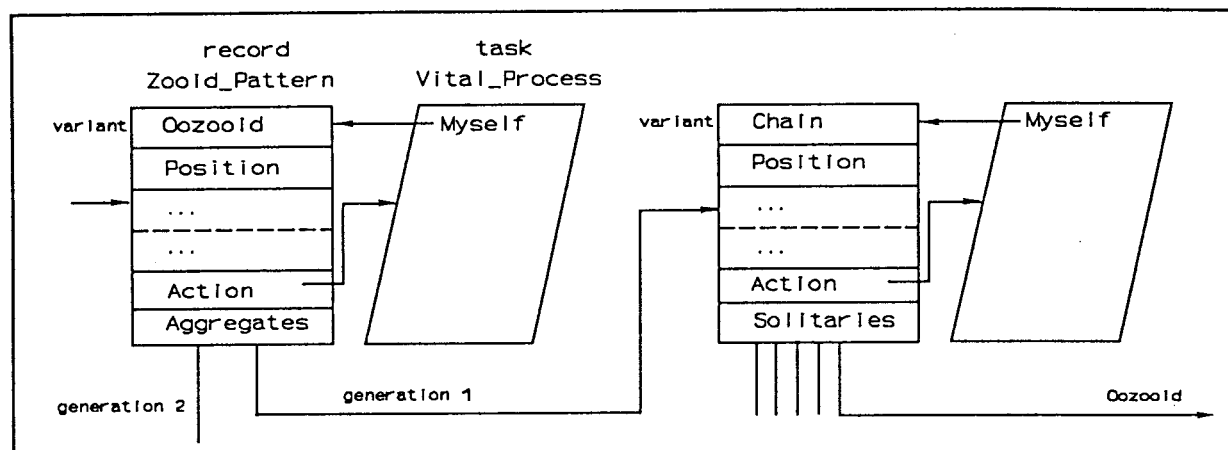 record
Zooid_Pattern
task
Vital_Process
variant
Oozooid
Position
...
...
Action
Aggregates
Myself
generation 2
generation 1
variant
Chain
Position
...
...
Action
Solitaries
Myself
Oozooid